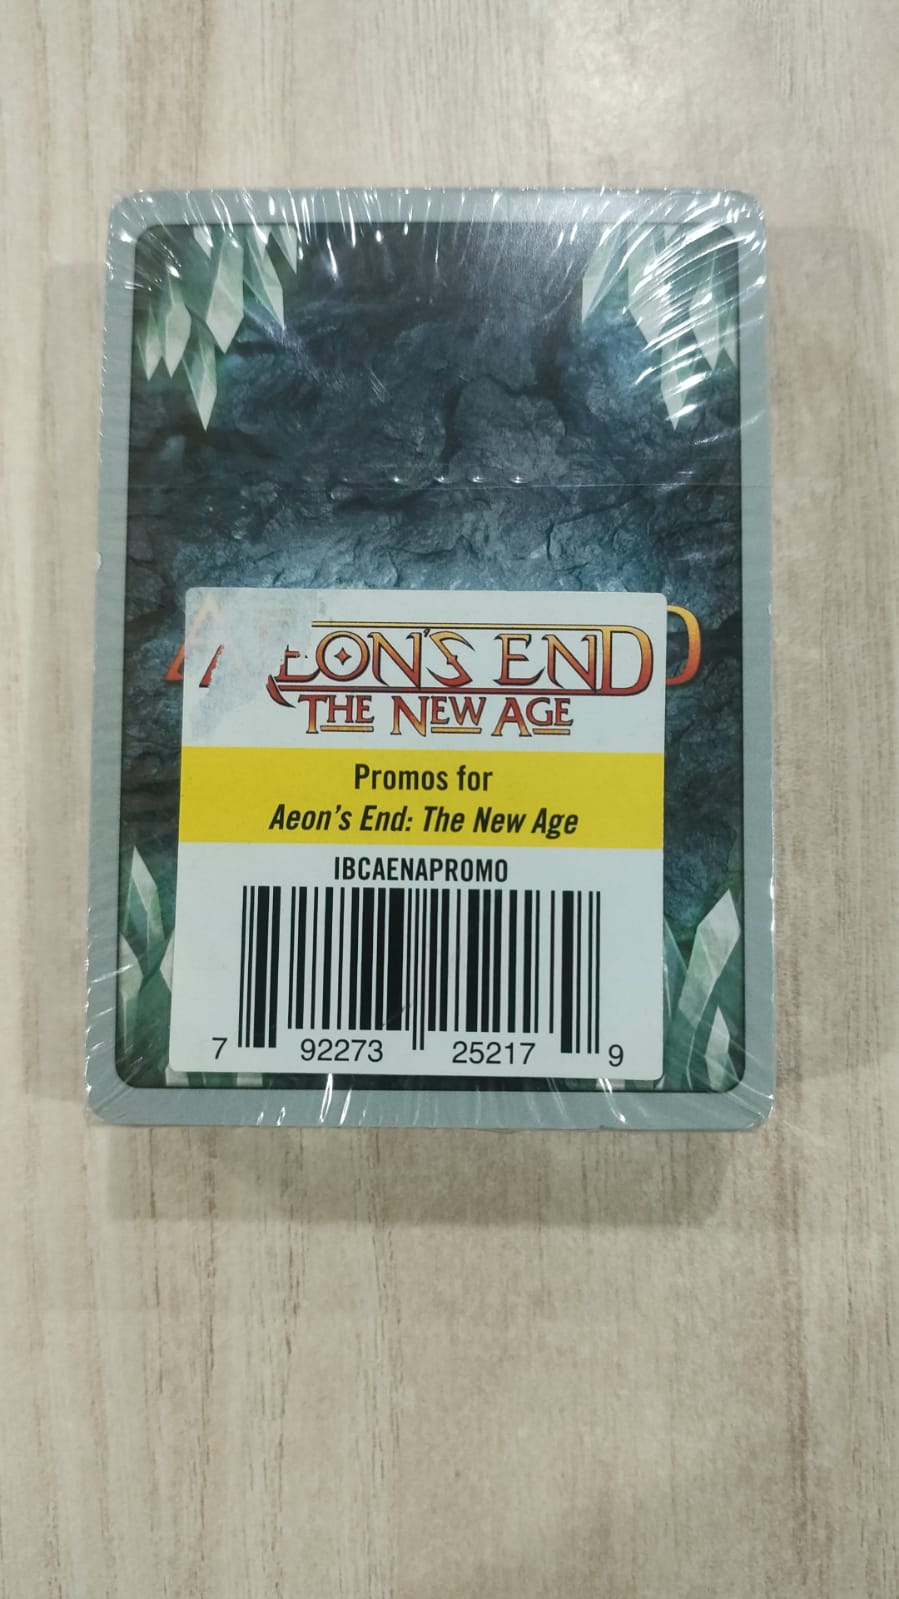 AEON'S END
THE NEW AGE
Promos for
Aeon's End: The New Age
IBCAENAPROMO
7 92273 25217 9